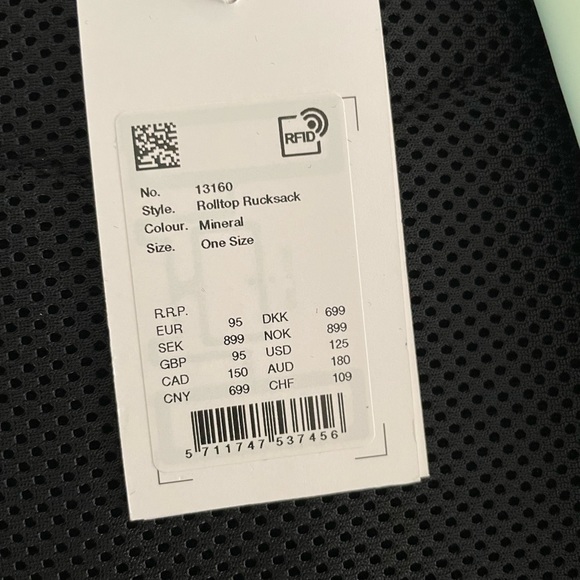 RFID
No. 13160
Style. Rolltop Rucksack
Colour. Mineral
Size. One Size
R.R.P.
EUR 95 DKK 699
SEK 899 NOK 899
GBP 95 USD 125
CAD 150 AUD 180
CNY 699 CHF 109
5 711747 537456